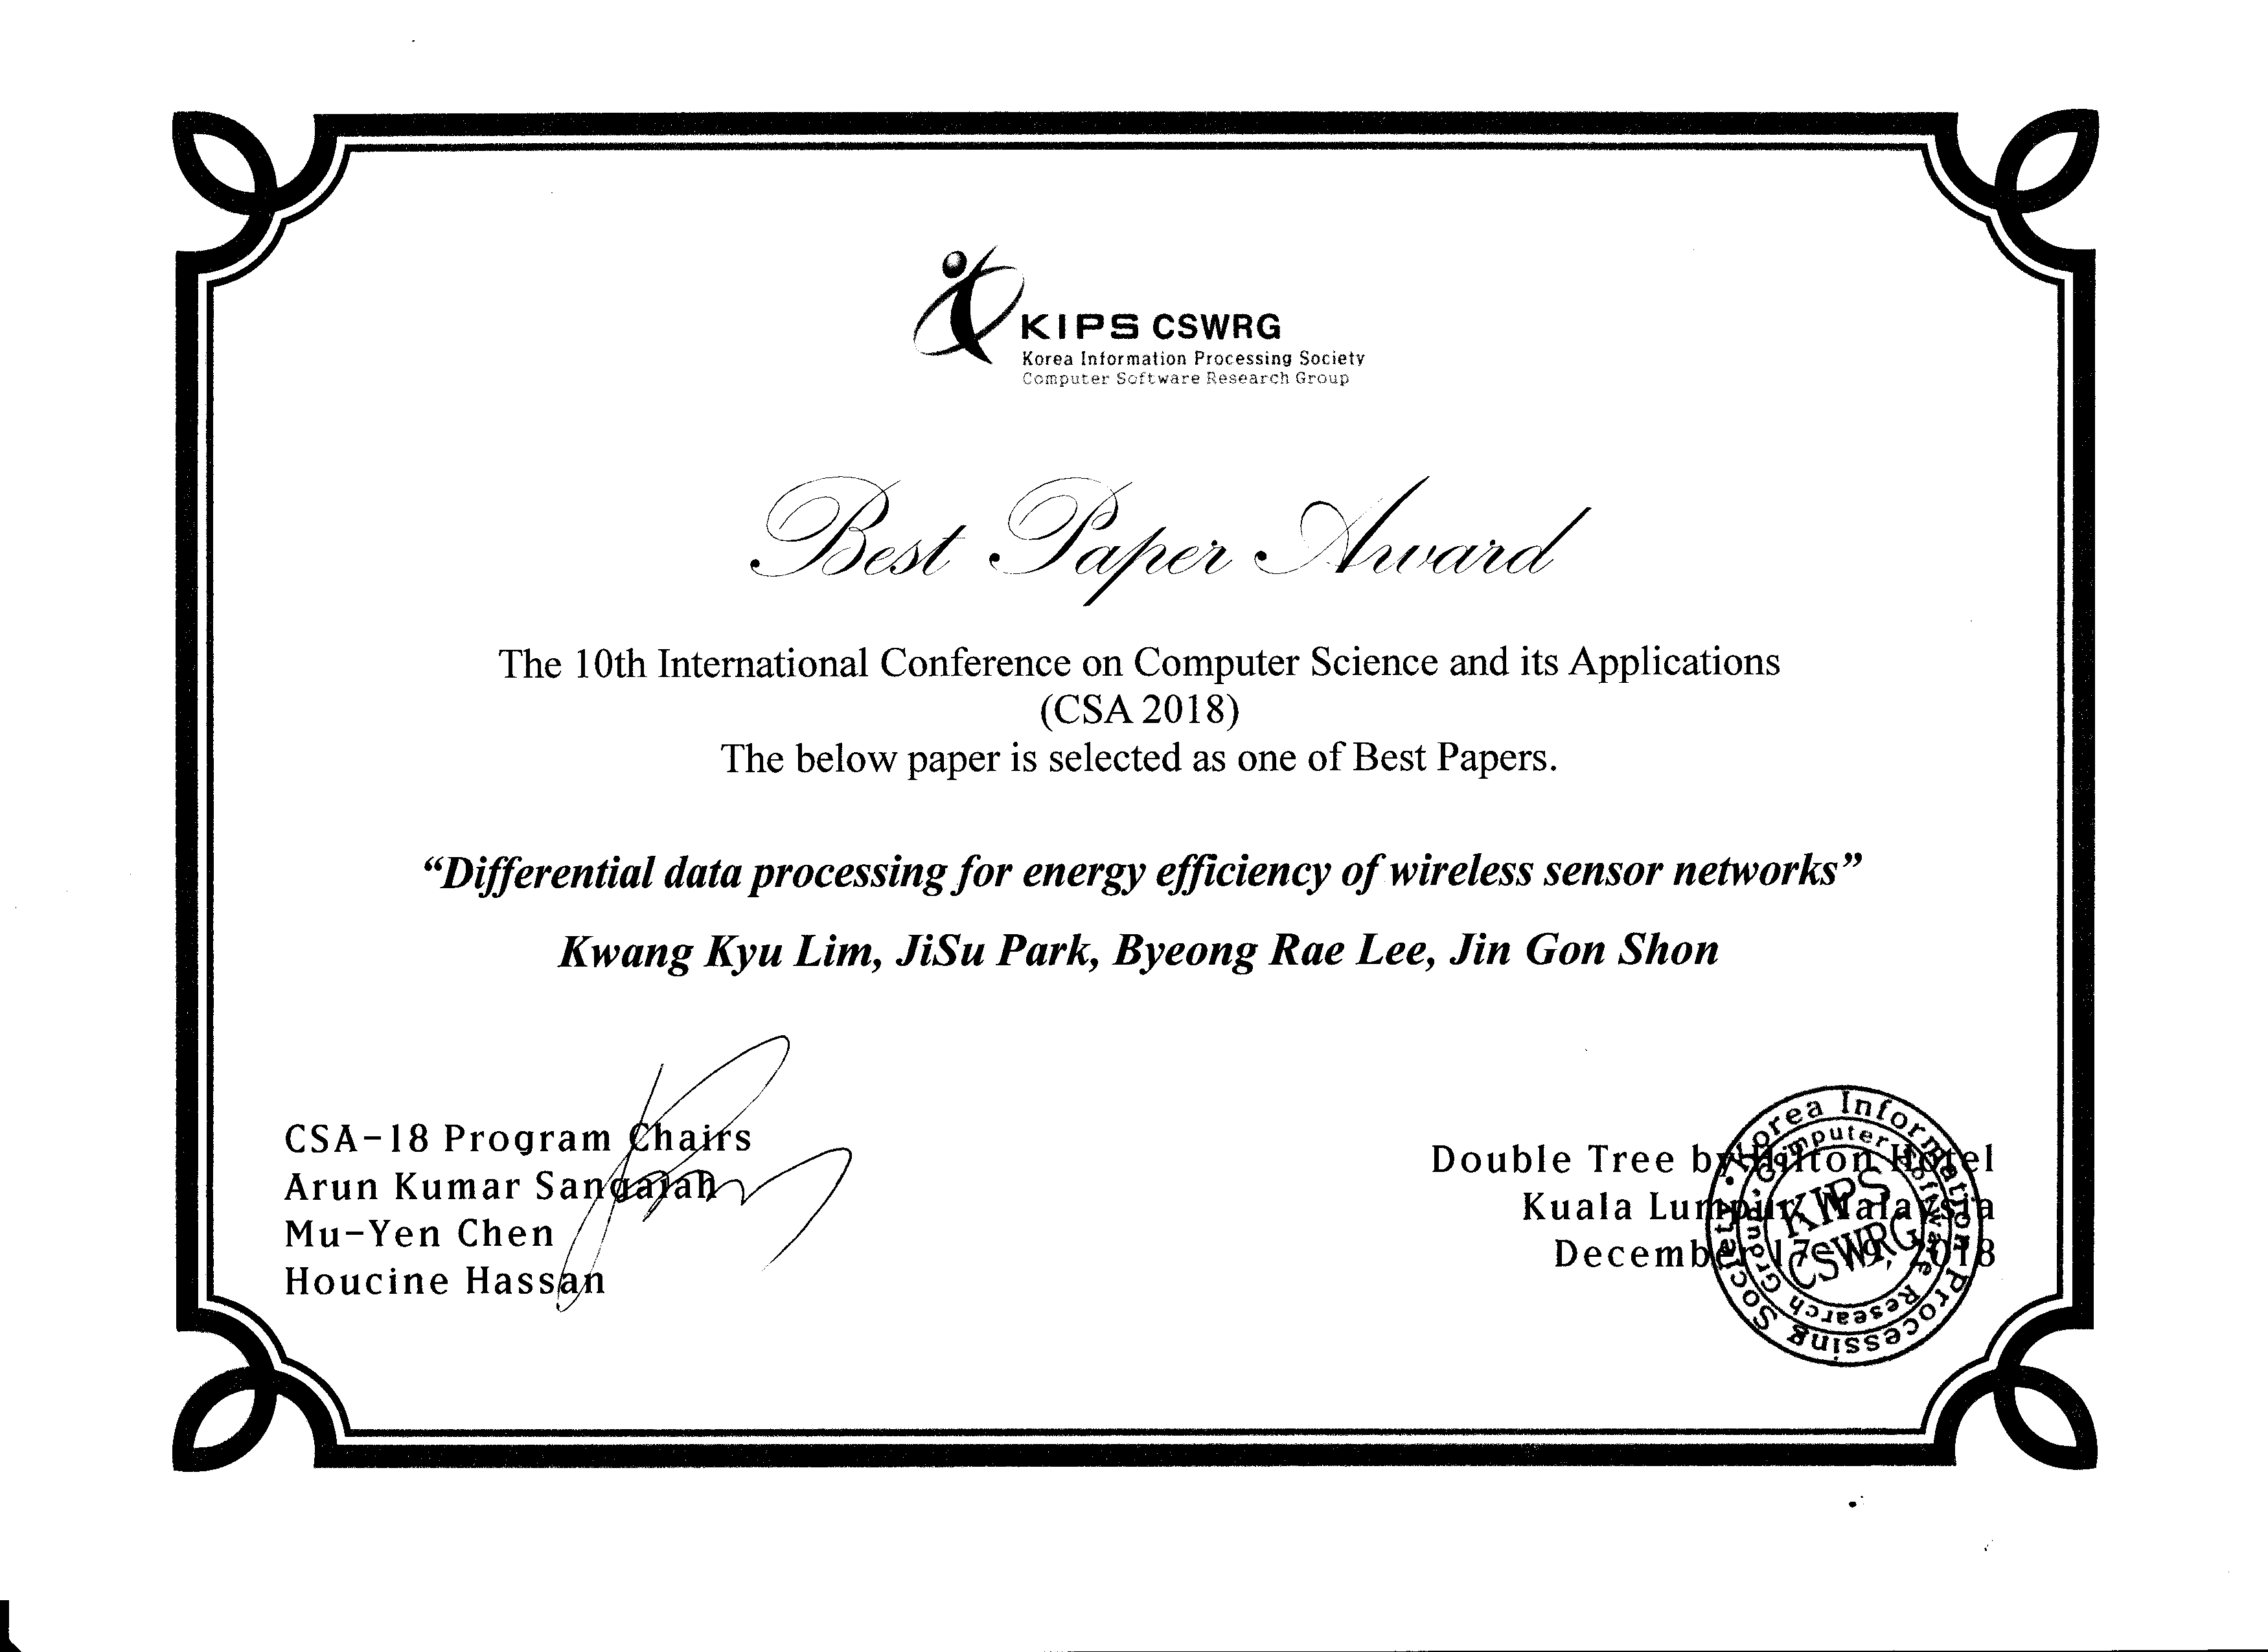 KIPS CSWRG
Korea Information Processing Society
Computer Software Research Group
Best Paper Award
The 10th International Conference on Computer Science and its Applications
(CSA 2018)
The below paper is selected as one of Best Papers.
“Differential data processing for energy efficiency of wireless sensor networks”
Kwang Kyu Lim, JiSu Park, Byeong Rae Lee, Jin Gon Shon
CSA-18 Program Chairs
Arun Kumar Sangaiah
Mu-Yen Chen
Houcine Hassan
Double Tree by Hilton Hotel
Kuala Lumpur, Malaysia
December 17-19, 2018
Korea Information Processing Society
Computer Software Research Group
KIPS
CSWRG